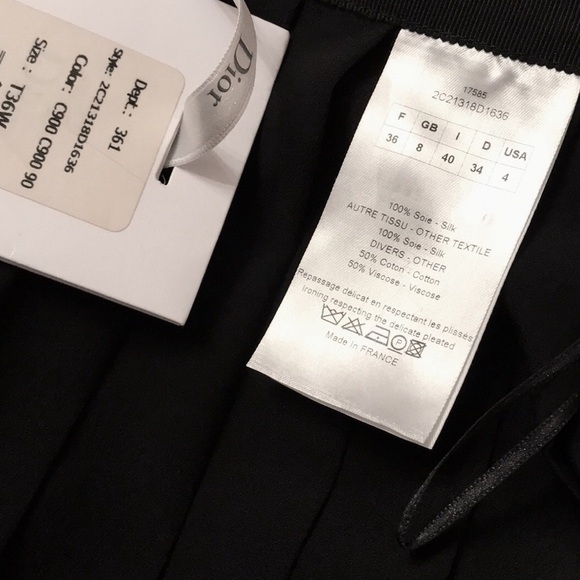 Dept.: 361
Style: 2C21318D1636
Color: C900 C900 90
Size: T36W
Dior
17585
2C21318D1636
F GB I D USA
36 8 40 34 4
100% Soie - Silk
AUTRE TISSU - OTHER TEXTILE
100% Soie - Silk
DIVERS - OTHER
50% Coton - Cotton
50% Viscose - Viscose
Repassage délicat en respectant les plissés
Ironing respecting the delicate pleated
P
Made in FRANCE